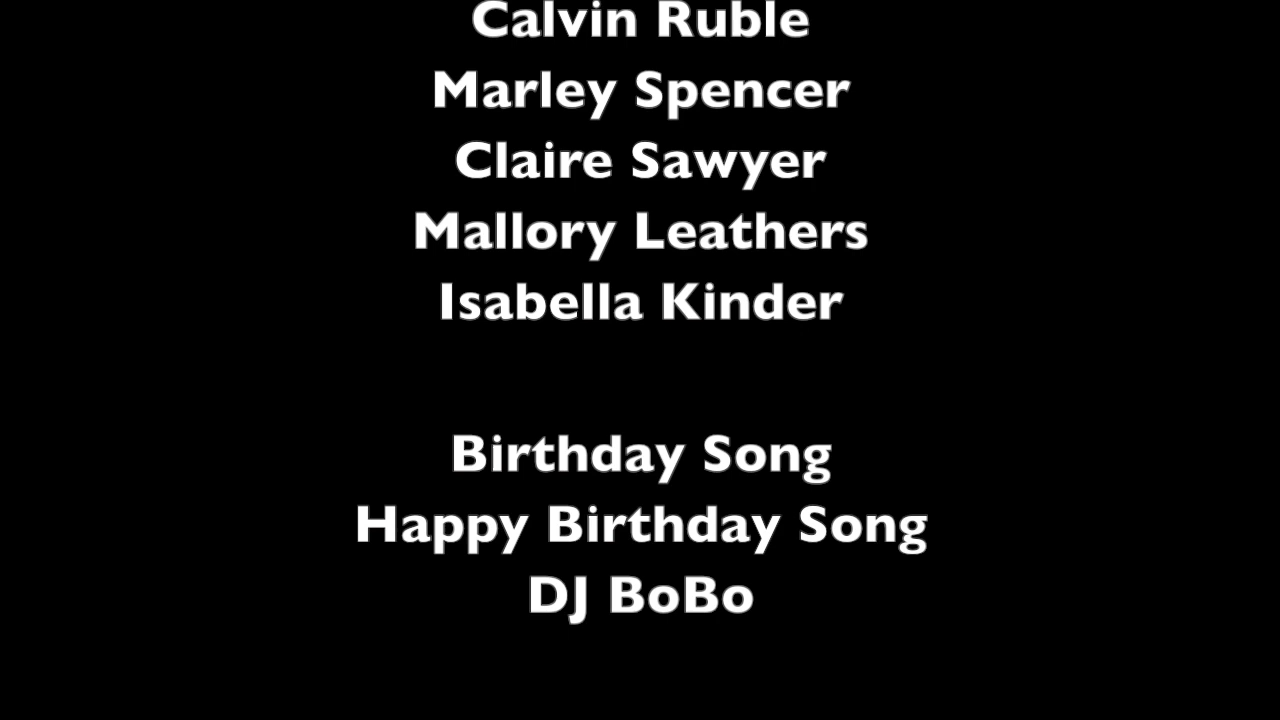 Calvin Ruble
Marley Spencer
Claire Sawyer
Mallory Leathers
Isabella Kinder
Birthday Song
Happy Birthday Song
DJ BoBo